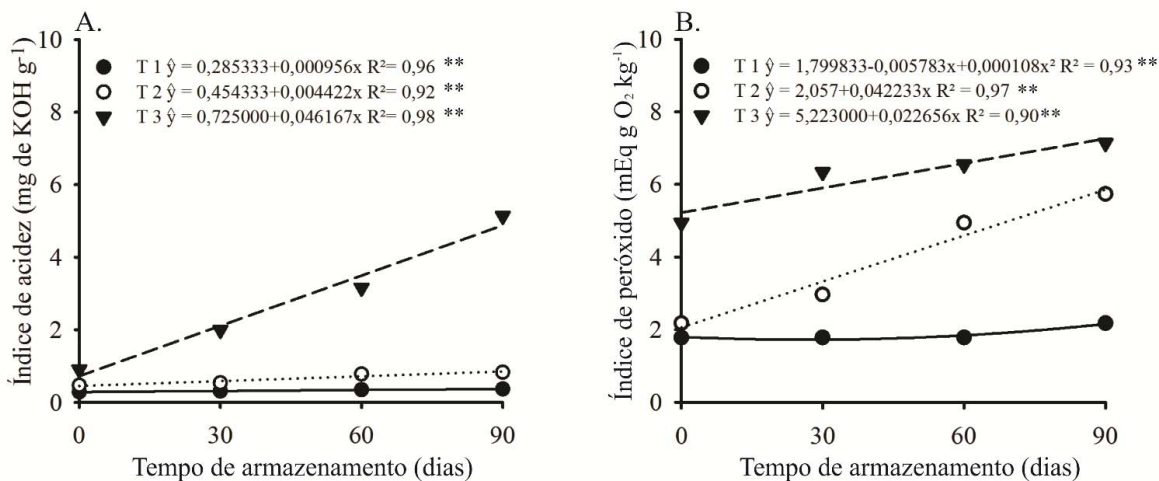 A.
Índice de acidez (mg de KOH g⁻¹)
10
8
6
4
2
0
T 1 ŷ = 0,285333+0,000956x R²= 0,96 **
T 2 ŷ = 0,454333+0,004422x R²= 0,92 **
T 3 ŷ = 0,725000+0,046167x R²= 0,98 **
0 30 60 90
Tempo de armazenamento (dias)
B.
Índice de peróxido (mEq g O₂ kg⁻¹)
10
8
6
4
2
0
T 1 ŷ = 1,799833-0,005783x+0,000108x² R² = 0,93 **
T 2 ŷ = 2,057+0,042233x R² = 0,97 **
T 3 ŷ = 5,223000+0,022656x R² = 0,90**
0 30 60 90
Tempo de armazenamento (dias)